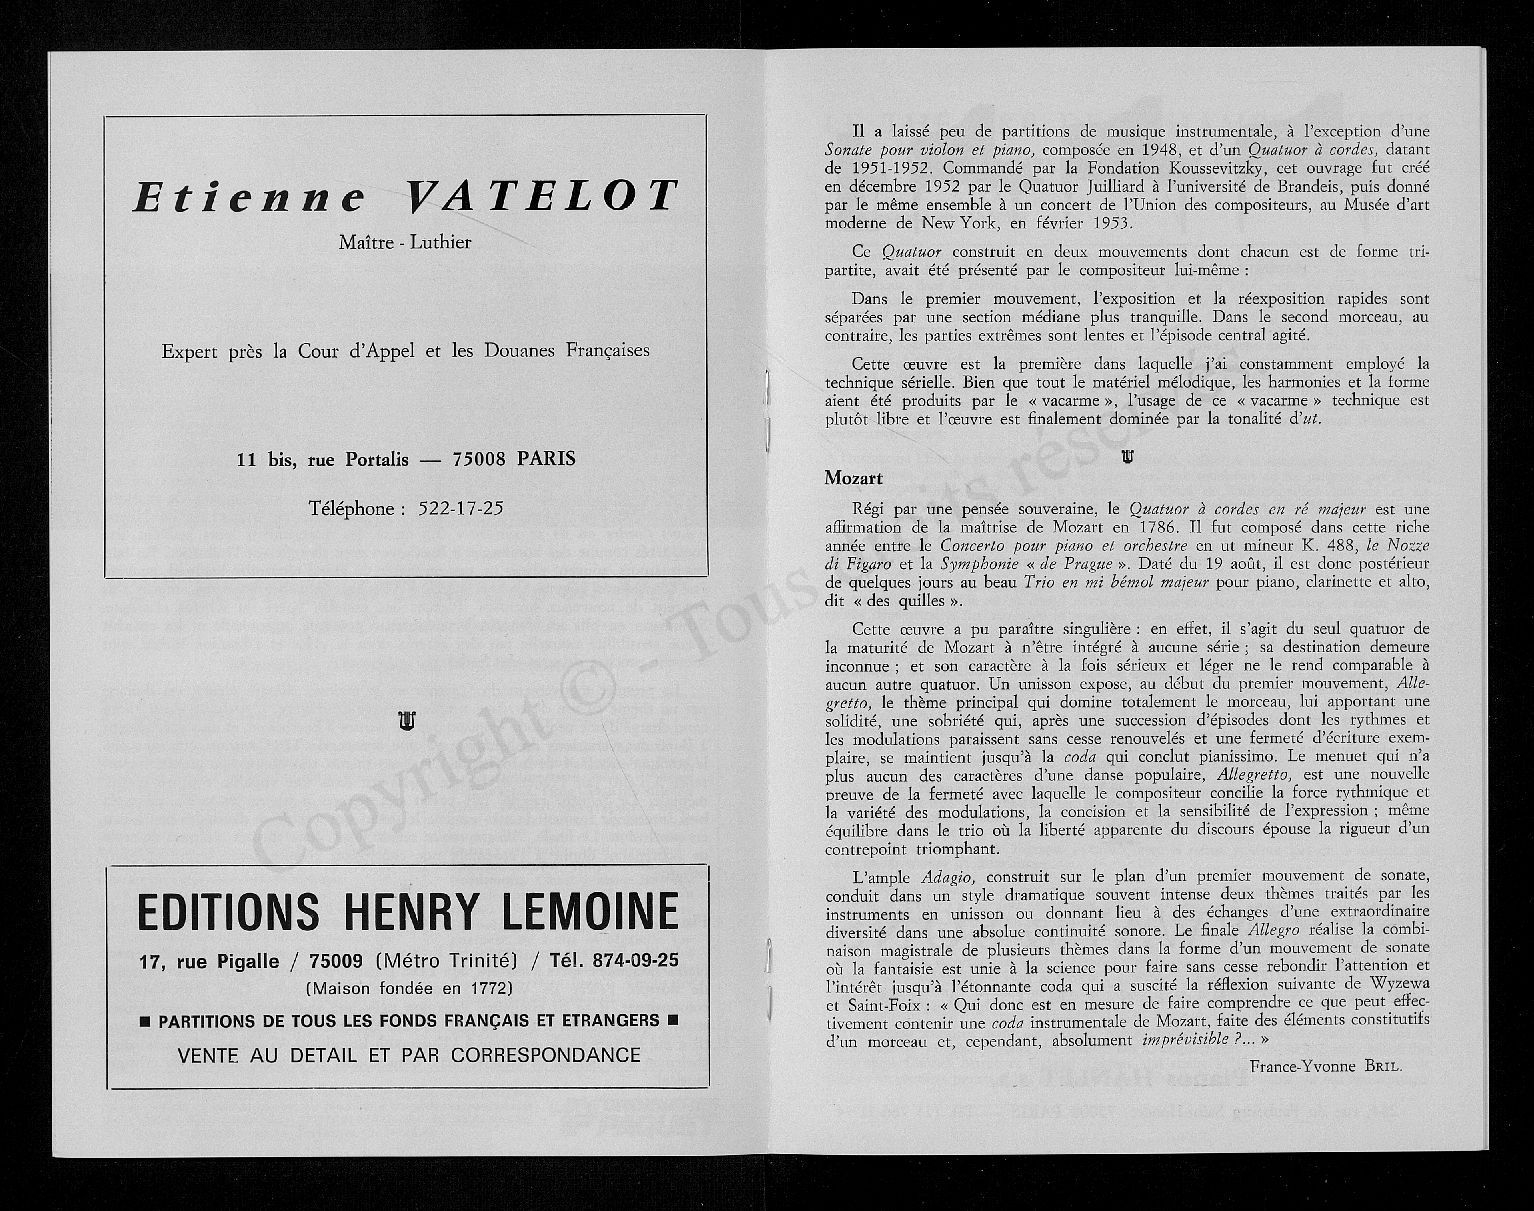 Etienne VATELOT
Maître - Luthier
Expert près la Cour d'Appel et les Douanes Françaises
11 bis, rue Portalis — 75008 PARIS
Téléphone : 522-17-25
EDITIONS HENRY LEMOINE
17, rue Pigalle / 75009 (Métro Trinité) / Tél. 874-09-25
(Maison fondée en 1772)
■ PARTITIONS DE TOUS LES FONDS FRANÇAIS ET ETRANGERS ■
VENTE AU DETAIL ET PAR CORRESPONDANCE
Il a laissé peu de partitions de musique instrumentale, à l'exception d'une
Sonate pour violon et piano, composée en 1948, et d'un Quatuor à cordes, datant
de 1951-1952. Commandé par la Fondation Koussevitzky, cet ouvrage fut créé
en décembre 1952 par le Quatuor Juilliard à l'université de Brandeis, puis donné
par le même ensemble à un concert de l'Union des compositeurs, au Musée d'art
moderne de New York, en février 1953.
Ce Quatuor construit en deux mouvements dont chacun est de forme tri-
partite, avait été présenté par le compositeur lui-même :
Dans le premier mouvement, l'exposition et la réexposition rapides sont
séparées par une section médiane plus tranquille. Dans le second morceau, au
contraire, les parties extrêmes sont lentes et l'épisode central agité.
Cette œuvre est la première dans laquelle j'ai constamment employé la
technique sérielle. Bien que tout le matériel mélodique, les harmonies et la forme
aient été produits par le « vacarme », l'usage de ce « vacarme » technique est
plutôt libre et l'œuvre est finalement dominée par la tonalité d'ut.
Mozart
Régi par une pensée souveraine, le Quatuor à cordes en ré majeur est une
affirmation de la maîtrise de Mozart en 1786. Il fut composé dans cette riche
année entre le Concerto pour piano et orchestre en ut mineur K. 488, le Nozze
di Figaro et la Symphonie « de Prague ». Daté du 19 août, il est donc postérieur
de quelques jours au beau Trio en mi bémol majeur pour piano, clarinette et alto,
dit « des quilles ».
Cette œuvre a pu paraître singulière : en effet, il s'agit du seul quatuor de
la maturité de Mozart à n'être intégré à aucune série ; sa destination demeure
inconnue ; et son caractère à la fois sérieux et léger ne le rend comparable à
aucun autre quatuor. Un unisson expose, au début du premier mouvement, Alle-
gretto, le thème principal qui domine totalement le morceau, lui apportant une
solidité, une sobriété qui, après une succession d'épisodes dont les rythmes et
les modulations paraissent sans cesse renouvelés et une fermeté d'écriture exem-
plaire, se maintient jusqu'à la coda qui conclut pianissimo. Le menuet qui n'a
plus aucun des caractères d'une danse populaire, Allegretto, est une nouvelle
preuve de la fermeté avec laquelle le compositeur concilie la force rythmique et
la variété des modulations, la concision et la sensibilité de l'expression ; même
équilibre dans le trio où la liberté apparente du discours épouse la rigueur d'un
contrepoint triomphant.
L'ample Adagio, construit sur le plan d'un premier mouvement de sonate,
conduit dans un style dramatique souvent intense deux thèmes traités par les
instruments en unisson ou donnant lieu à des échanges d'une extraordinaire
diversité dans une absolue continuité sonore. Le finale Allegro réalise la combi-
naison magistrale de plusieurs thèmes dans la forme d'un mouvement de sonate
où la fantaisie est unie à la science pour faire sans cesse rebondir l'attention et
l'intérêt jusqu'à l'étonnante coda qui a suscité la réflexion suivante de Wyzewa
et Saint-Foix : « Qui donc est en mesure de faire comprendre ce que peut effec-
tivement contenir une coda instrumentale de Mozart, faite des éléments constitutifs
d'un morceau et, cependant, absolument imprévisible ?... »
France-Yvonne BRIL.
Copyright © - Tous droits réservés